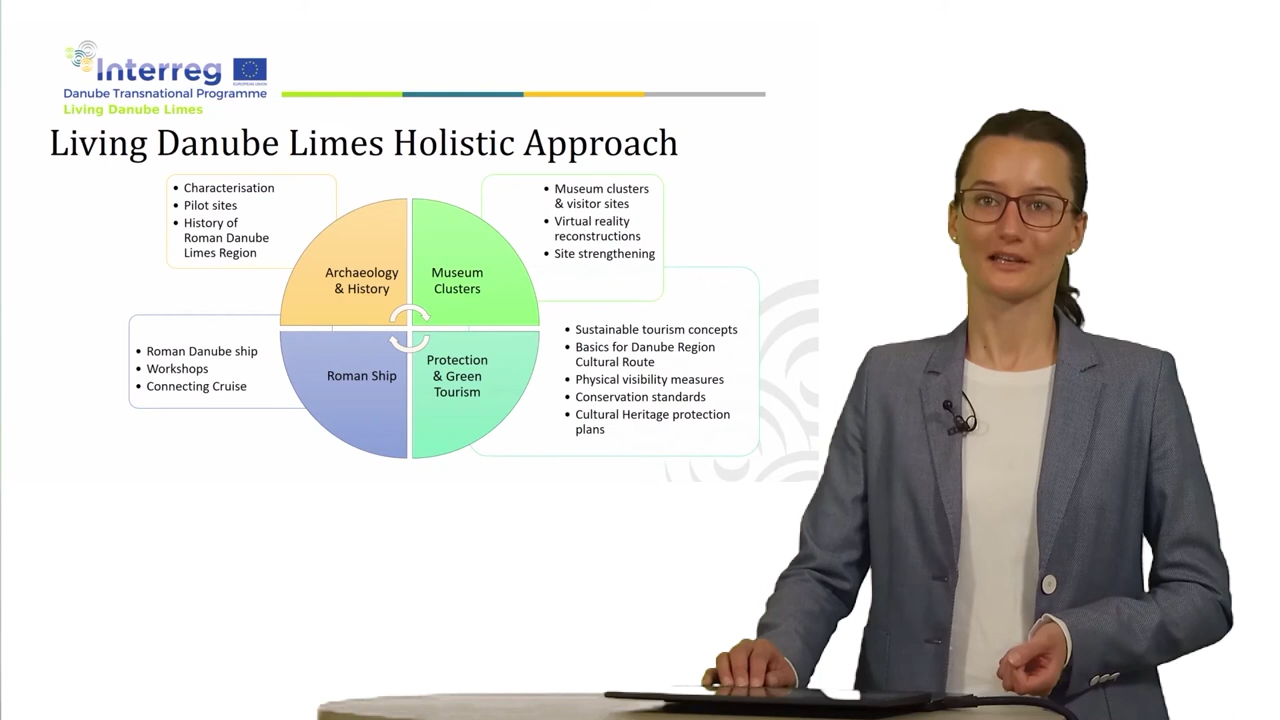 Interreg
EUROPEAN UNION
Danube Transnational Programme
Living Danube Limes
Living Danube Limes Holistic Approach
• Characterisation
• Pilot sites
• History of
Roman Danube
Limes Region
• Museum clusters
& visitor sites
• Virtual reality
reconstructions
• Site strengthening
Archaeology
& History
Museum
Clusters
• Roman Danube ship
• Workshops
• Connecting Cruise
Roman Ship
Protection
& Green
Tourism
• Sustainable tourism concepts
• Basics for Danube Region
Cultural Route
• Physical visibility measures
• Conservation standards
• Cultural Heritage protection
plans